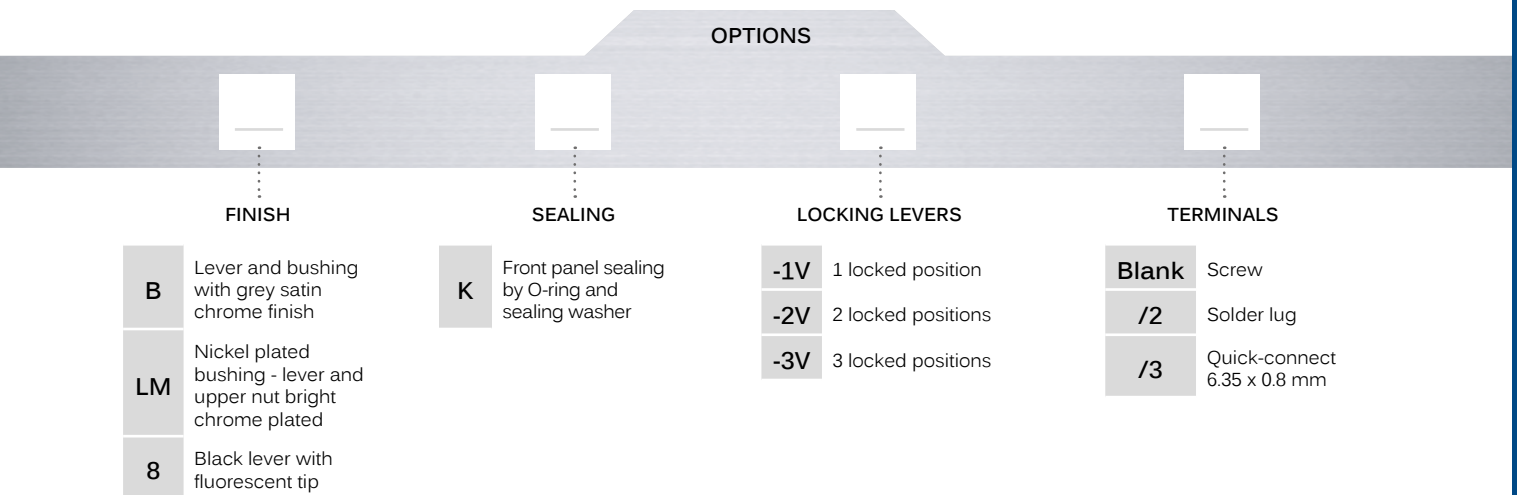 OPTIONS
FINISH
B
Lever and bushing
with grey satin
chrome finish
LM
Nickel plated
bushing - lever and
upper nut bright
chrome plated
8
Black lever with
fluorescent tip
SEALING
K
Front panel sealing
by O-ring and
sealing washer
LOCKING LEVERS
-1V 1 locked position
-2V 2 locked positions
-3V 3 locked positions
TERMINALS
Blank Screw
/2 Solder lug
/3
Quick-connect
6.35 x 0.8 mm